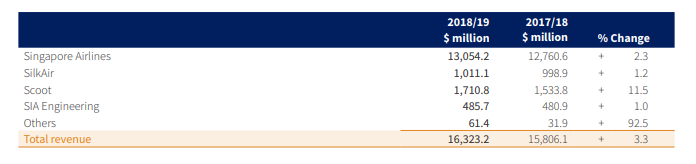 2018/19 2017/18
$ million $ million % Change
Singapore Airlines 13,054.2 12,760.6 + 2.3
SilkAir 1,011.1 998.9 + 1.2
Scoot 1,710.8 1,533.8 + 11.5
SIA Engineering 485.7 480.9 + 1.0
Others 61.4 31.9 + 92.5
Total revenue 16,323.2 15,806.1 + 3.3